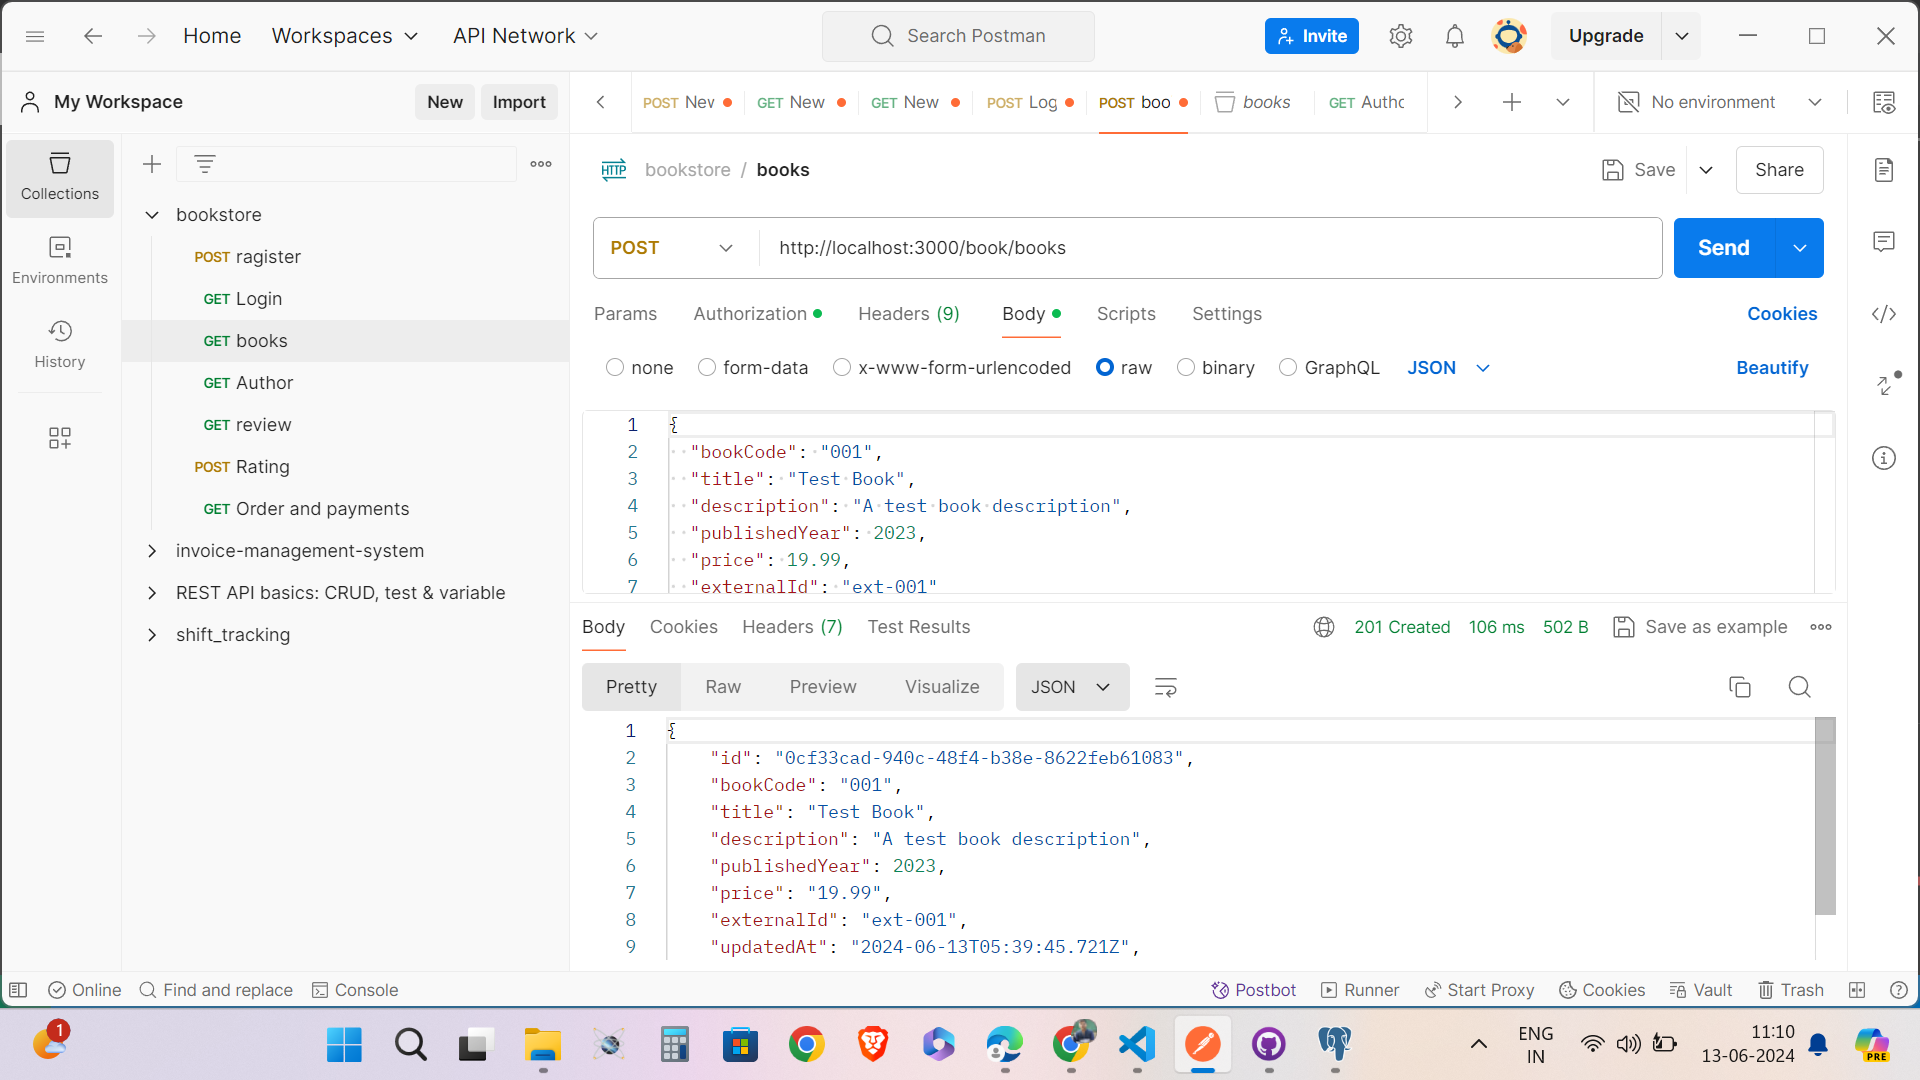 Home Workspaces API Network Search Postman Invite Upgrade
My Workspace New Import POST New GET New GET New POST Log POST boo books GET Autho No environment
Collections
Environments
History
bookstore
POST ragister
GET Login
GET books
GET Author
GET review
POST Rating
GET Order and payments
invoice-management-system
REST API basics: CRUD, test & variable
shift_tracking
HTTP bookstore / books Save Share
POST http://localhost:3000/book/books Send
Params Authorization Headers (9) Body Scripts Settings Cookies
none form-data x-www-form-urlencoded raw binary GraphQL JSON Beautify
1 {
2 "bookCode": "001",
3 "title": "Test Book",
4 "description": "A test book description",
5 "publishedYear": 2023,
6 "price": 19.99,
7 "externalId": "ext-001"
Body Cookies Headers (7) Test Results 201 Created 106 ms 502 B Save as example
Pretty Raw Preview Visualize JSON
1 {
2 "id": "0cf33cad-940c-48f4-b38e-8622feb61083",
3 "bookCode": "001",
4 "title": "Test Book",
5 "description": "A test book description",
6 "publishedYear": 2023,
7 "price": "19.99",
8 "externalId": "ext-001",
9 "updatedAt": "2024-06-13T05:39:45.721Z",
Online Find and replace Console Postbot Runner Start Proxy Cookies Vault Trash
1 ENG 11:10
IN 13-06-2024 PRE